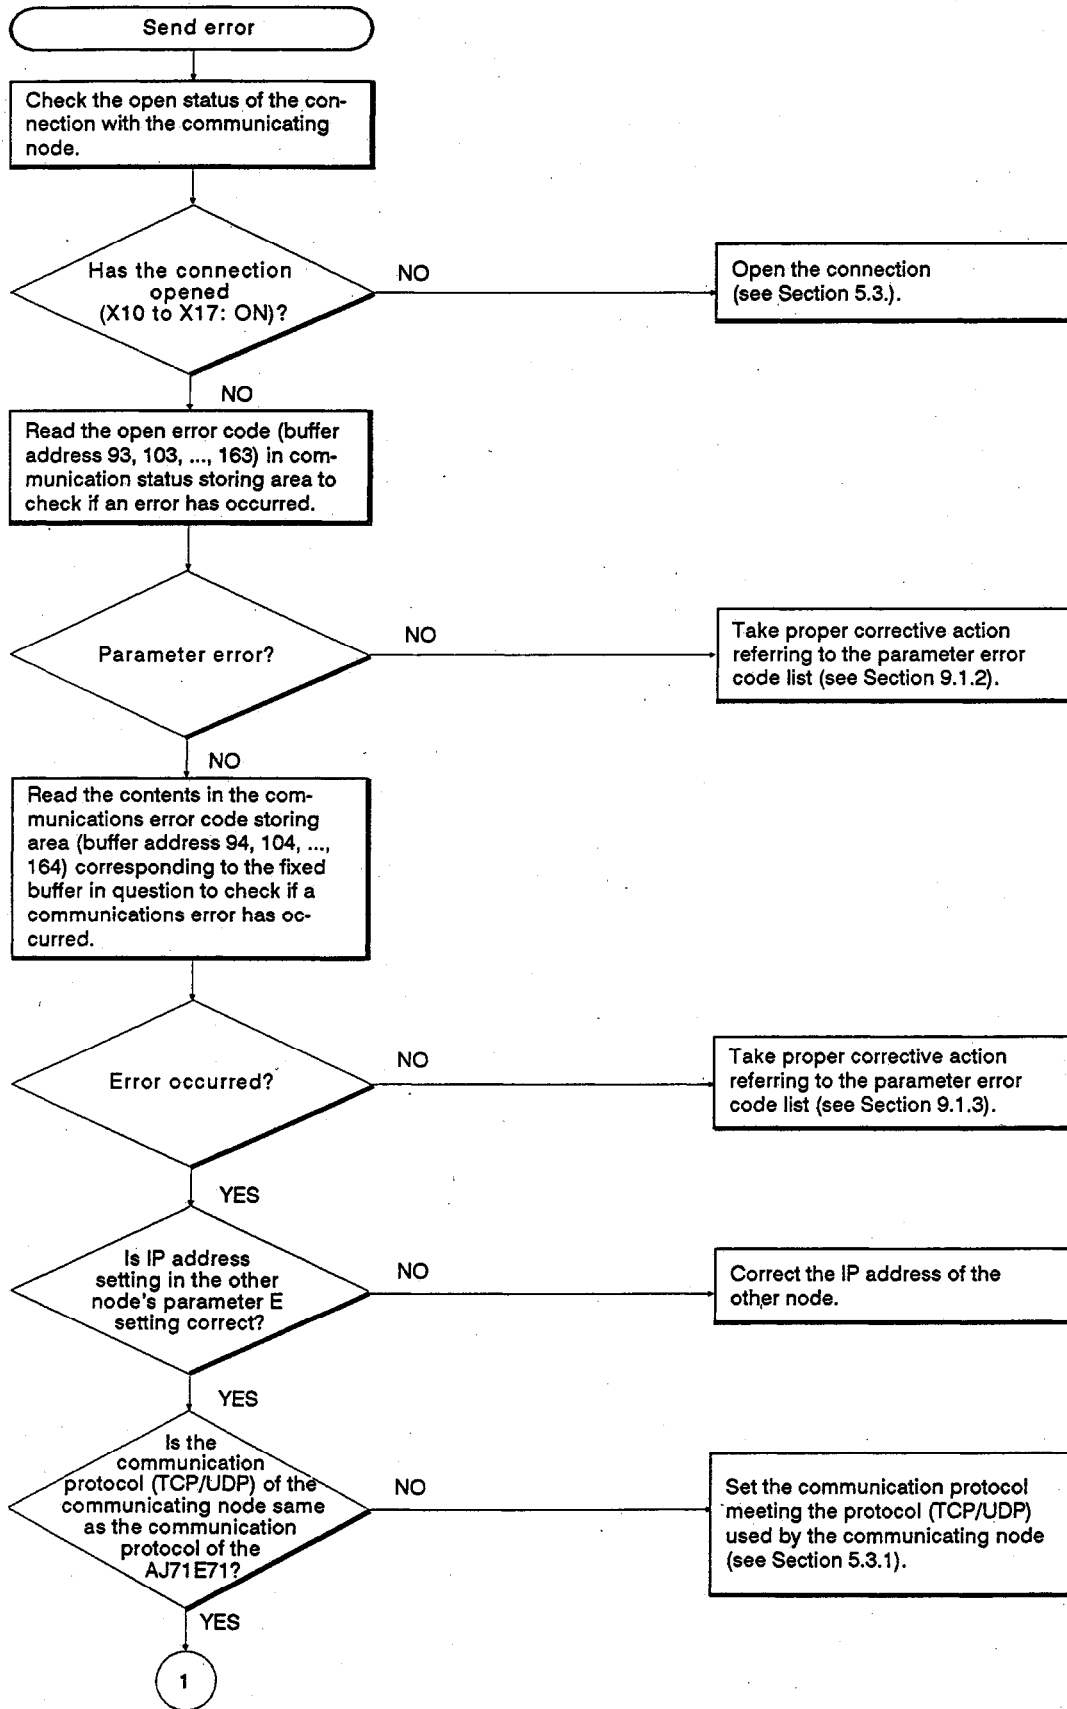 Send error
Check the open status of the con-
nection with the communicating
node.
Has the connection
opened
(X10 to X17: ON)?
NO
Open the connection
(see Section 5.3.).
NO
Read the open error code (buffer
address 93, 103, ..., 163) in com-
munication status storing area to
check if an error has occurred.
Parameter error?
NO
Take proper corrective action
referring to the parameter error
code list (see Section 9.1.2).
NO
Read the contents in the com-
munications error code storing
area (buffer address 94, 104, ...,
164) corresponding to the fixed
buffer in question to check if a
communications error has oc-
curred.
Error occurred?
NO
Take proper corrective action
referring to the parameter error
code list (see Section 9.1.3).
YES
Is IP address
setting in the other
node's parameter E
setting correct?
NO
Correct the IP address of the
other node.
YES
Is the
communication
protocol (TCP/UDP) of the
communicating node same
as the communication
protocol of the
AJ71E71?
NO
Set the communication protocol
meeting the protocol (TCP/UDP)
used by the communicating node
(see Section 5.3.1).
YES
1